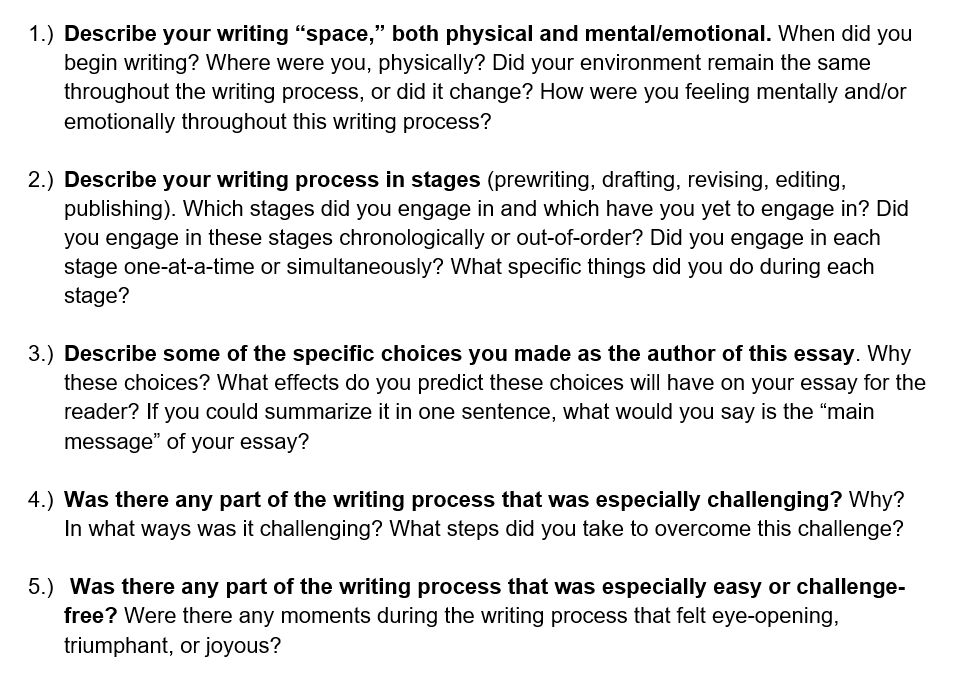 1.) Describe your writing “space,” both physical and mental/emotional. When did you
begin writing? Where were you, physically? Did your environment remain the same
throughout the writing process, or did it change? How were you feeling mentally and/or
emotionally throughout this writing process?
2.) Describe your writing process in stages (prewriting, drafting, revising, editing,
publishing). Which stages did you engage in and which have you yet to engage in? Did
you engage in these stages chronologically or out-of-order? Did you engage in each
stage one-at-a-time or simultaneously? What specific things did you do during each
stage?
3.) Describe some of the specific choices you made as the author of this essay. Why
these choices? What effects do you predict these choices will have on your essay for the
reader? If you could summarize it in one sentence, what would you say is the “main
message” of your essay?
4.) Was there any part of the writing process that was especially challenging? Why?
In what ways was it challenging? What steps did you take to overcome this challenge?
5.) Was there any part of the writing process that was especially easy or challenge-
free? Were there any moments during the writing process that felt eye-opening,
triumphant, or joyous?